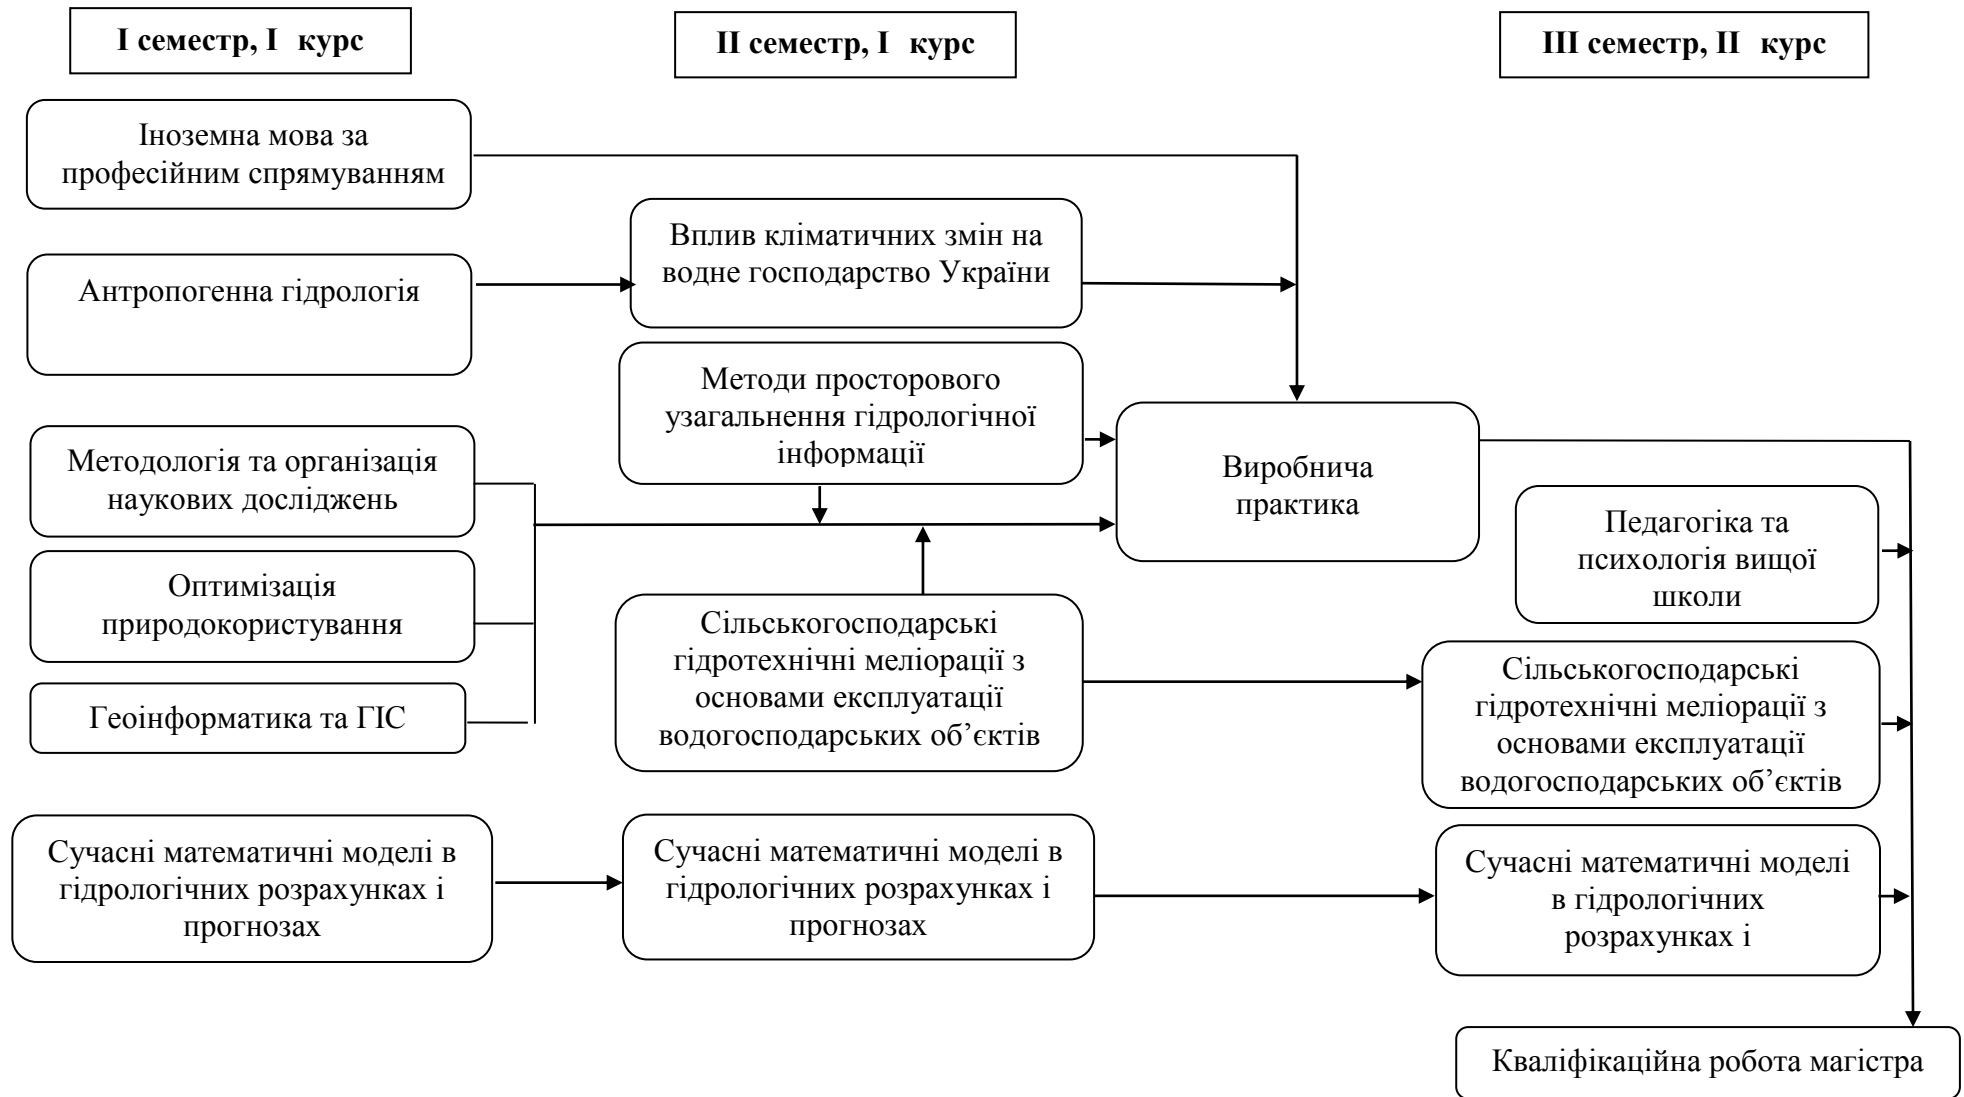 І семестр, І курс
ІІ семестр, І курс
ІІІ семестр, ІІ курс
Іноземна мова за
професійним спрямуванням
Антропогенна гідрологія
Методологія та організація
наукових досліджень
Оптимізація
природокористування
Геоінформатика та ГІС
Сучасні математичні моделі в
гідрологічних розрахунках і
прогнозах
Вплив кліматичних змін на
водне господарство України
Методи просторового
узагальнення гідрологічної
інформації
Сільськогосподарські
гідротехнічні меліорації з
основами експлуатації
водогосподарських об’єктів
Сучасні математичні моделі в
гідрологічних розрахунках і
прогнозах
Виробнича
практика
Педагогіка та
психологія вищої
школи
Сільськогосподарські
гідротехнічні меліорації з
основами експлуатації
водогосподарських об’єктів
Сучасні математичні моделі
в гідрологічних
розрахунках і
Кваліфікаційна робота магістра